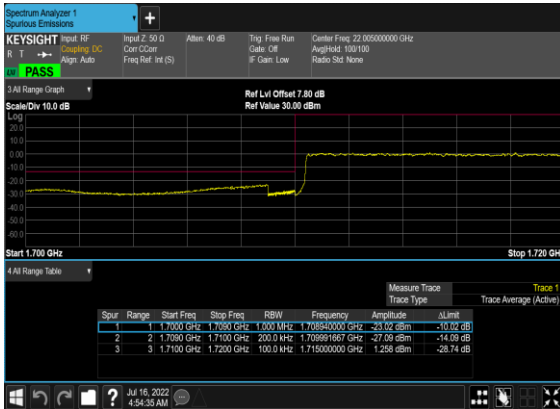 Spectrum Analyzer 1
Spurious Emissions
+
KEYSIGHT Input: RF Input Z: 50 Ω Atten: 40 dB Trig: Free Run Center Freq: 22.005000000 GHz
R T Coupling: DC Corr CCorr Gate: Off Avg|Hold: 100/100
Align: Auto Freq Ref: Int (S) IF Gain: Low Radio Std: None
PASS
3 All Range Graph
Ref Lvl Offset 7.80 dB
Scale/Div 10.0 dB Ref Value 30.00 dBm
Log
20.0
10.0
0.00
-10.0
-20.0
-30.0
-40.0
-50.0
-60.0
Start 1.700 GHz Stop 1.720 GH
4 All Range Table
Measure Trace Trace 1
Trace Type Trace Average (Active)
Spur Range Start Freq Stop Freq RBW Frequency Amplitude ΔLimit
1 1 1.7000 GHz 1.7090 GHz 1.000 MHz 1.708940000 GHz -23.02 dBm -10.02 dB
2 2 1.7090 GHz 1.7100 GHz 200.0 kHz 1.709991667 GHz -27.09 dBm -14.09 dB
3 3 1.7100 GHz 1.7200 GHz 100.0 kHz 1.715000000 GHz 1.258 dBm -28.74 dB
? Jul 16, 2022
4:54:35 AM